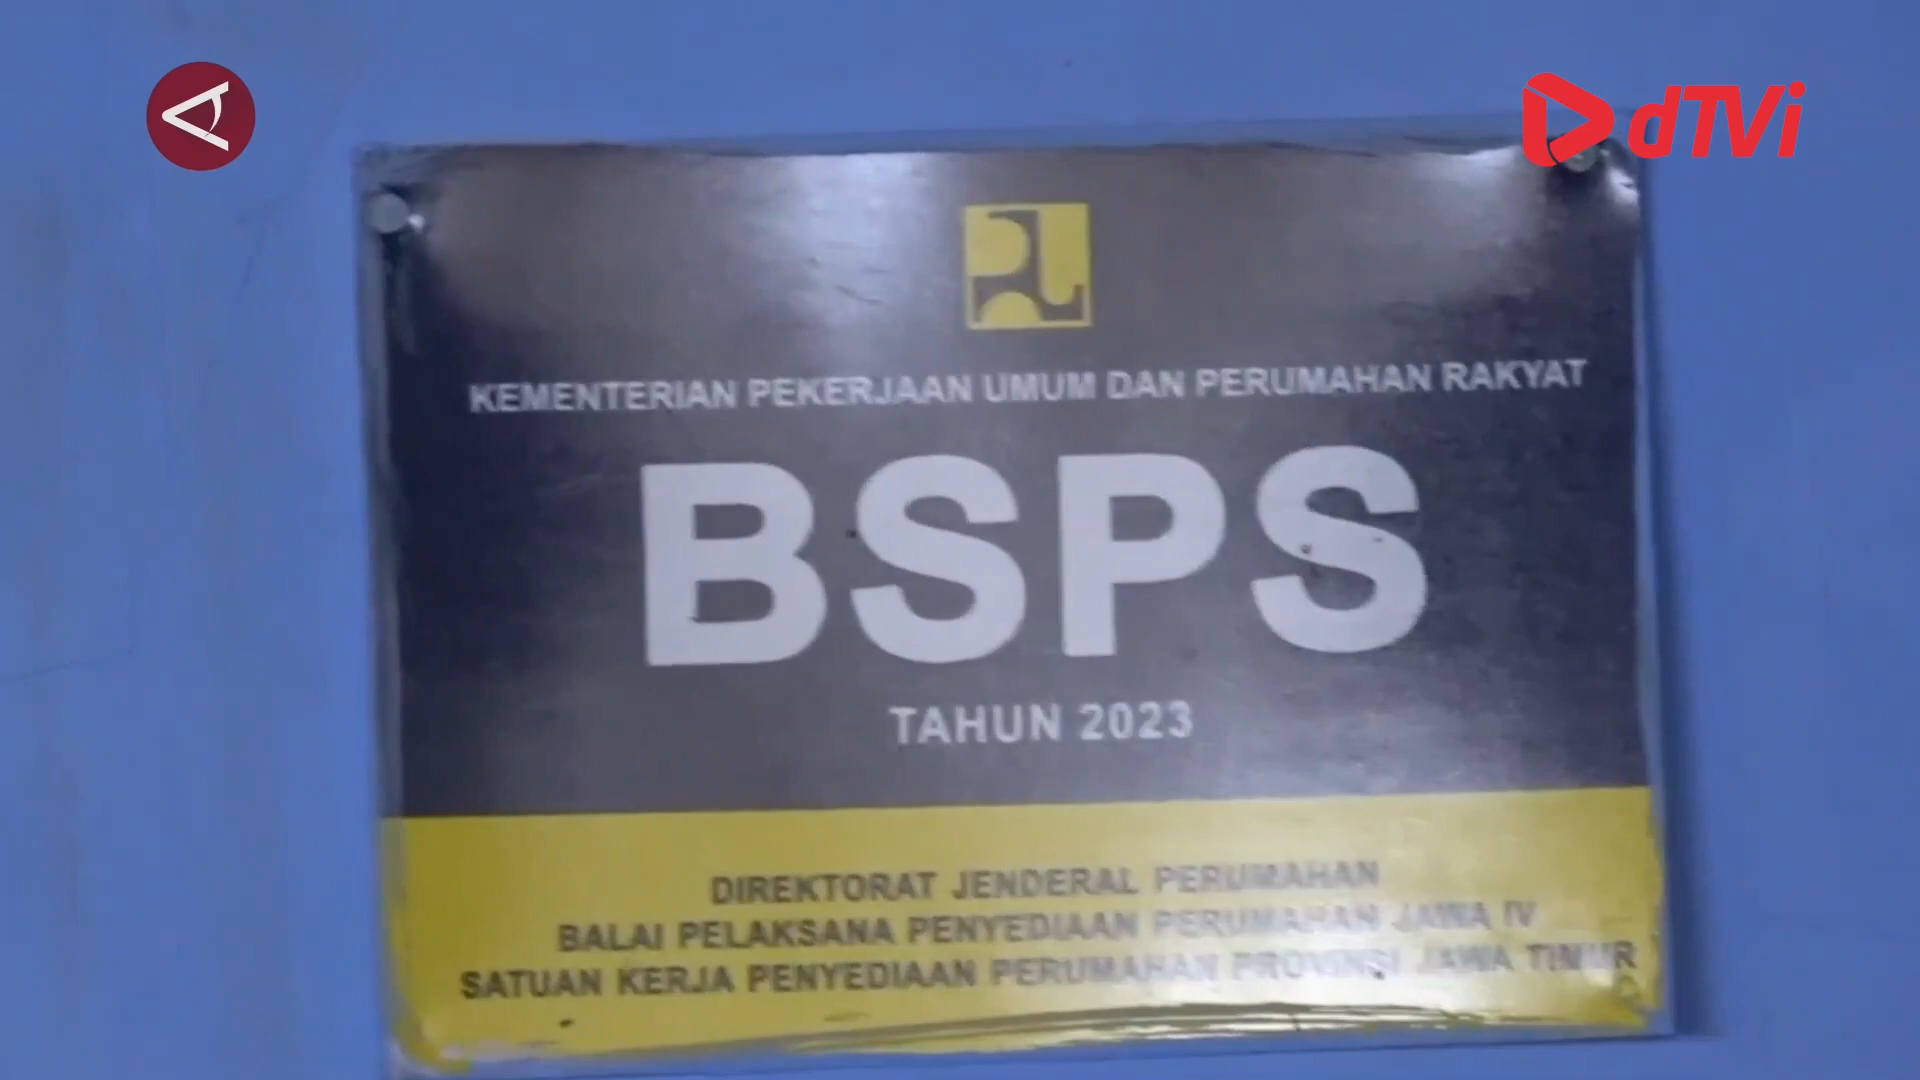 dTVi
KEMENTERIAN PEKERJAAN UMUM DAN PERUMAHAN RAKYAT
BSPS
TAHUN 2023
DIREKTORAT JENDERAL PERUMAHAN
BALAI PELAKSANA PENYEDIAAN PERUMAHAN JAWA IV
SATUAN KERJA PENYEDIAAN PERUMAHAN PROVINSI JAWA TIMUR